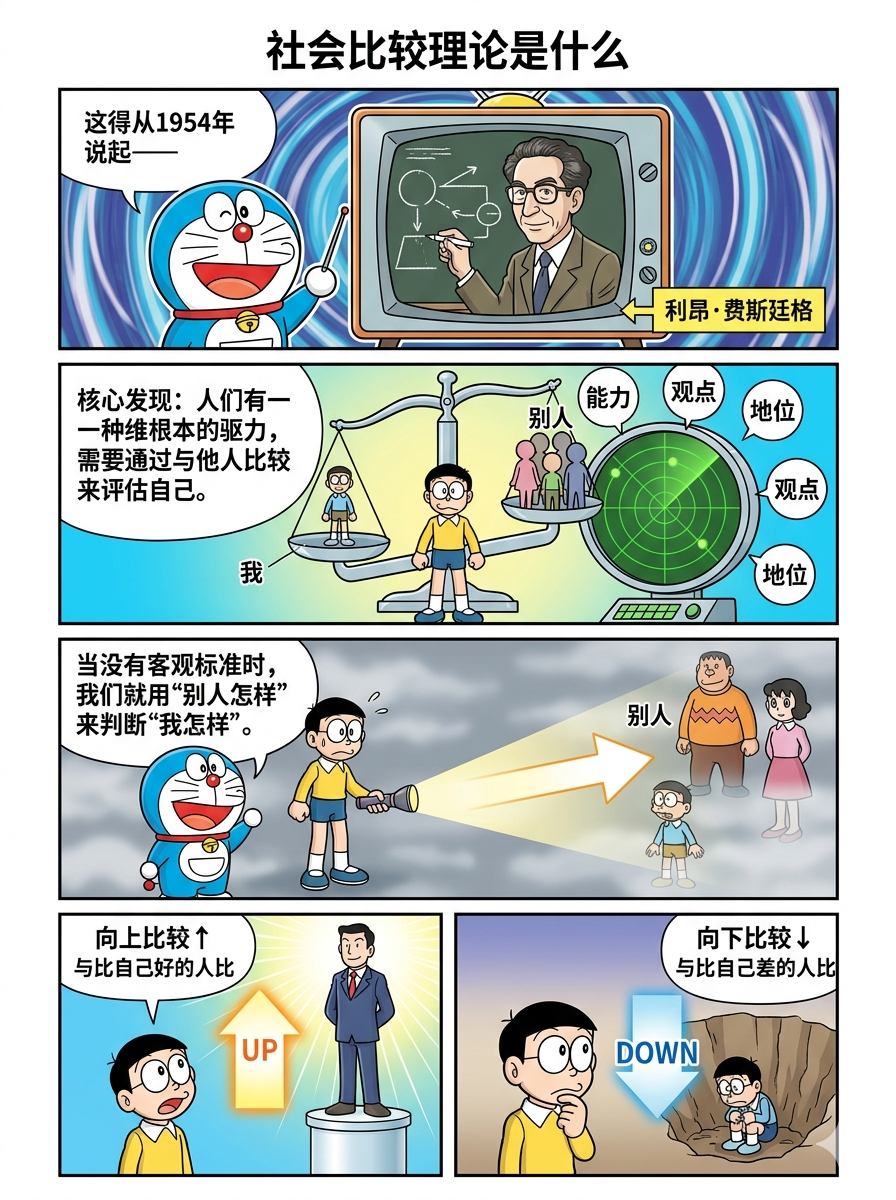 社会比较理论是什么
这得从1954年
说起——
利昂·费斯廷格
核心发现：人们有一
一种维根本的驱力，
需要通过与他人比较
来评估自己。
我
别人
能力
观点
地位
观点
地位
当没有客观标准时，
我们就用“别人怎样”
来判断“我怎样”。
别人
向上比较↑
与比自己好的人比
UP
向下比较↓
与比自己差的人比
DOWN